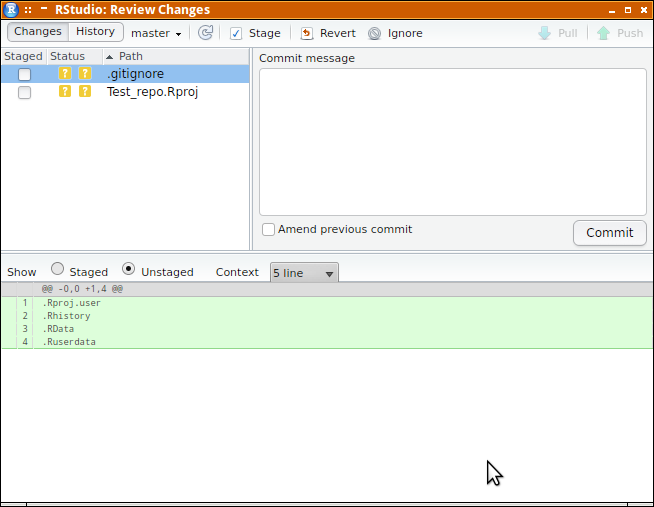 RStudio: Review Changes
Changes History master Stage Revert Ignore Pull Push
Staged Status Path
? ? .gitignore
? ? Test_repo.Rproj
Commit message
Amend previous commit Commit
Show Staged Unstaged Context 5 line
@@ -0,0 +1,4 @@
1 .Rproj.user
2 .Rhistory
3 .RData
4 .Ruserdata